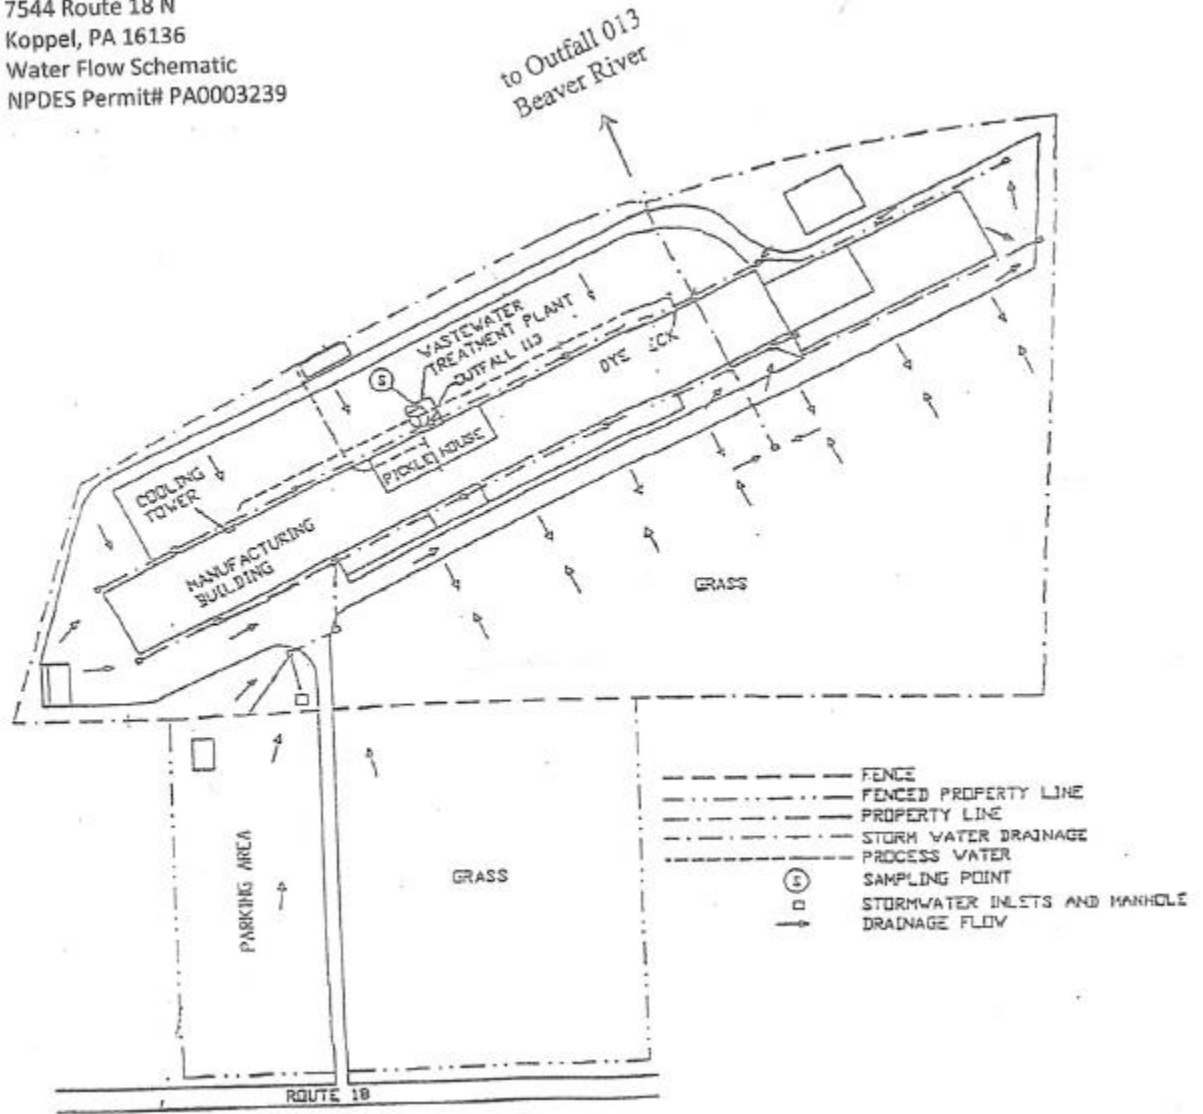 7544 Route 18 N
Koppel, PA 16136
Water Flow Schematic
NPDES Permit# PA0003239
to Outfall 013
Beaver River
WASTEWATER
TREATMENT PLANT
OUTFALL 113
S
DYE
PICKLE HOUSE
COOLING
TOWER
MANUFACTURING
BUILDING
GRASS
PARKING AREA
GRASS
ROUTE 18
FENCE
FENCED PROPERTY LINE
PROPERTY LINE
STORM WATER DRAINAGE
PROCESS WATER
S
SAMPLING POINT
STORMWATER INLETS AND MANHOLE
DRAINAGE FLOW